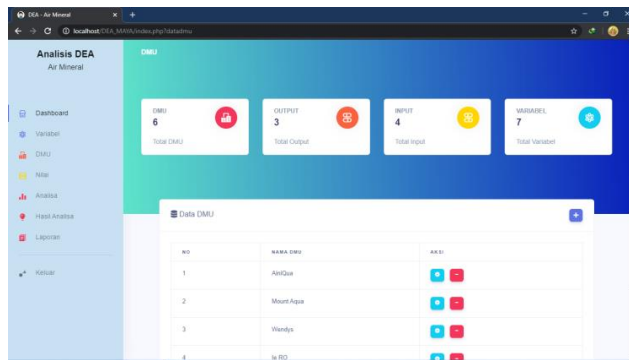 DEA - Air Mineral
localhost/DEA_MAYA/index.php?datadmu
Analisis DEA
Air Mineral
Dashboard
Variabel
DMU
Nilai
Analisa
Hasil Analisa
Laporan
Keluar
DMU
DMU
6
Total DMU
OUTPUT
3
Total Output
INPUT
4
Total Input
VARIABEL
7
Total Variabel
Data DMU
NO NAMA DMU AKSI
1 AiniQua
2 Mount Aqua
3 Wandys
4 Ie RO